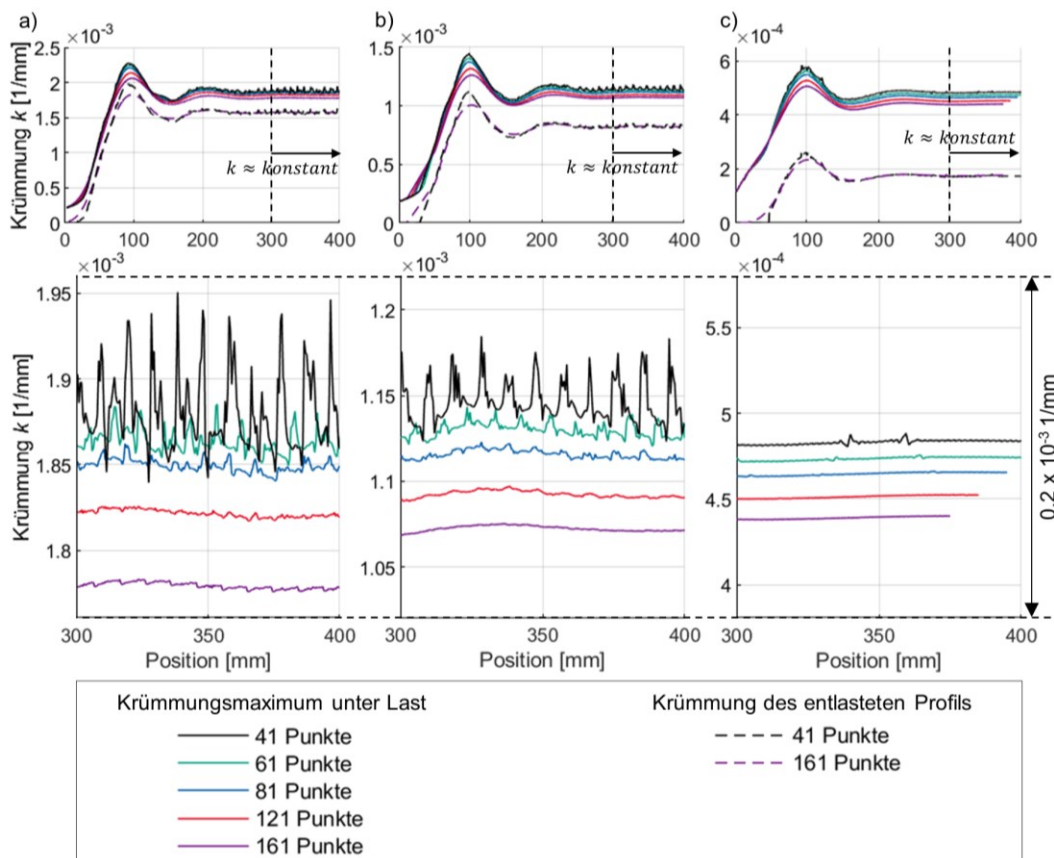 a)
b)
c)
×10⁻³
×10⁻³
×10⁻⁴
Krümmung k [1/mm]
2.5
2
1.5
1
0.5
0
1.5
1
0.5
0
6
4
2
0
k ≈ konstant
k ≈ konstant
k ≈ konstant
0 100 200 300 400
0 100 200 300 400
0 100 200 300 400
×10⁻³
×10⁻³
×10⁻⁴
Krümmung k [1/mm]
1.95
1.9
1.85
1.8
1.2
1.15
1.1
1.05
5.5
5
4.5
4
0.2 x 10⁻³ 1/mm
300 350 400
300 350 400
300 350 400
Position [mm]
Position [mm]
Position [mm]
Krümmungsmaximum unter Last
41 Punkte
61 Punkte
81 Punkte
121 Punkte
161 Punkte
Krümmung des entlasteten Profils
41 Punkte
161 Punkte